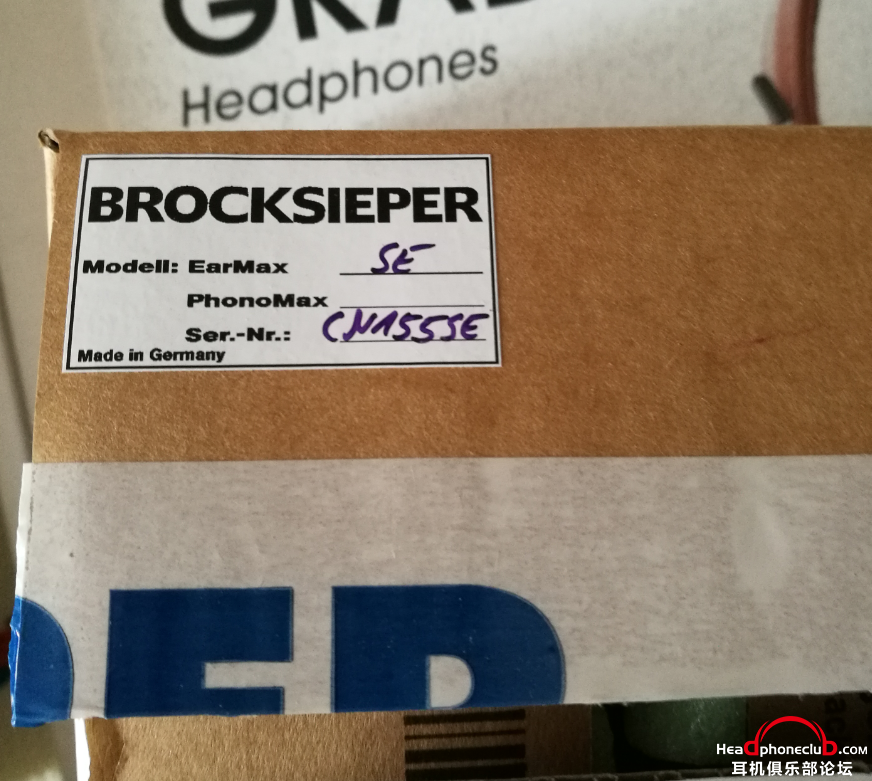 Headphones
BROCKSIEPER
Modell: EarMax SE
PhonoMax
Ser.-Nr.: CN155SE
Made in Germany
Headphoneclub.com
耳机俱乐部论坛